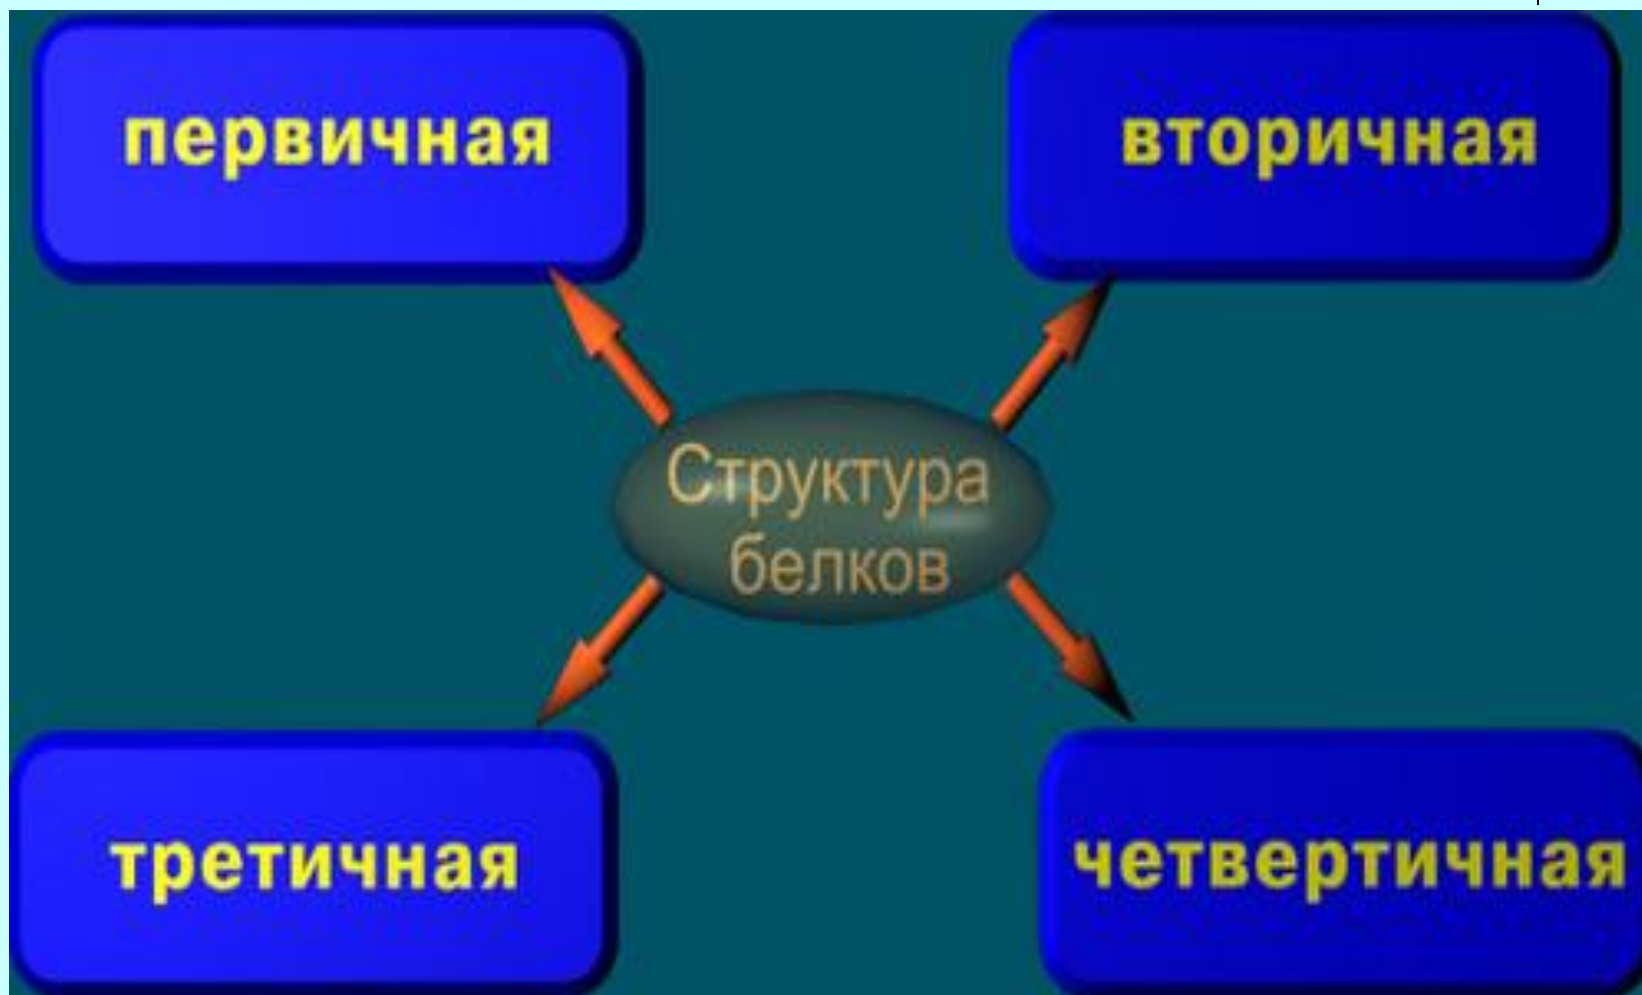 первичная
вторичная
Структура
белков
третичная
четвертичная